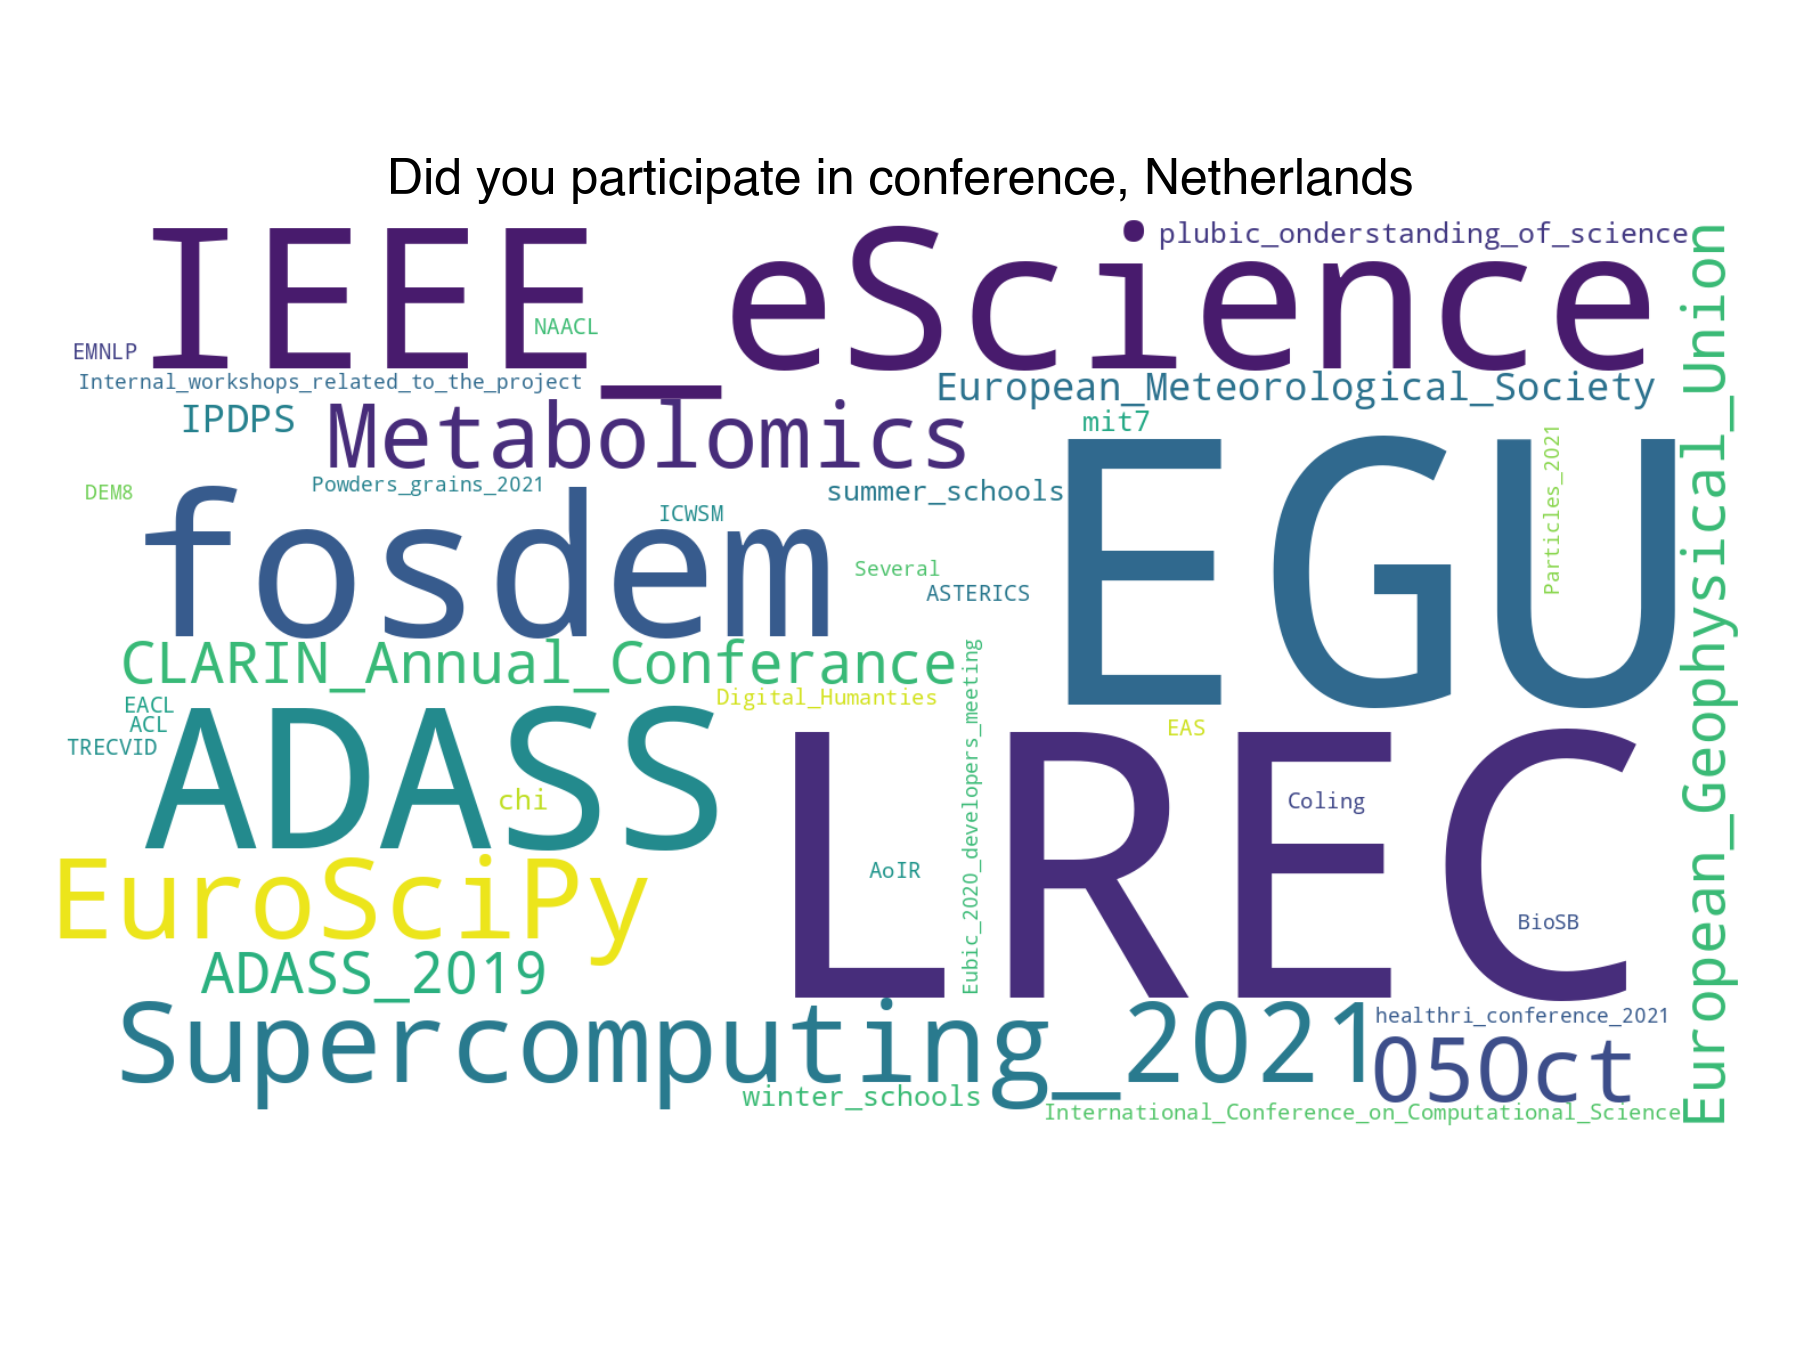 Did you participate in conference, Netherlands
IEEE_eScience
plubic_onderstanding_of_science
NAACL
EMNLP
Internal_workshops_related_to_the_project
European_Meteorological_Society
European_Geophysical_Union
IPDPS
Metabolomics
mit7
EGU
Particles_2021
DEM8
Powders_grains_2021
summer_schools
fosdem
ICWSM
Several
ASTERICS
CLARIN_Annual_Conferance
Eubic_2020_developers_meeting
Digital_Humanties
EACL
ACL
TRECVID
ADASS
chi
EAS
LREC
Coling
AoIR
BioSB
EuroSciPy
ADASS_2019
Supercomputing_2021
healthri_conference_2021
050ct
winter_schools
International_Conference_on_Computational_Science